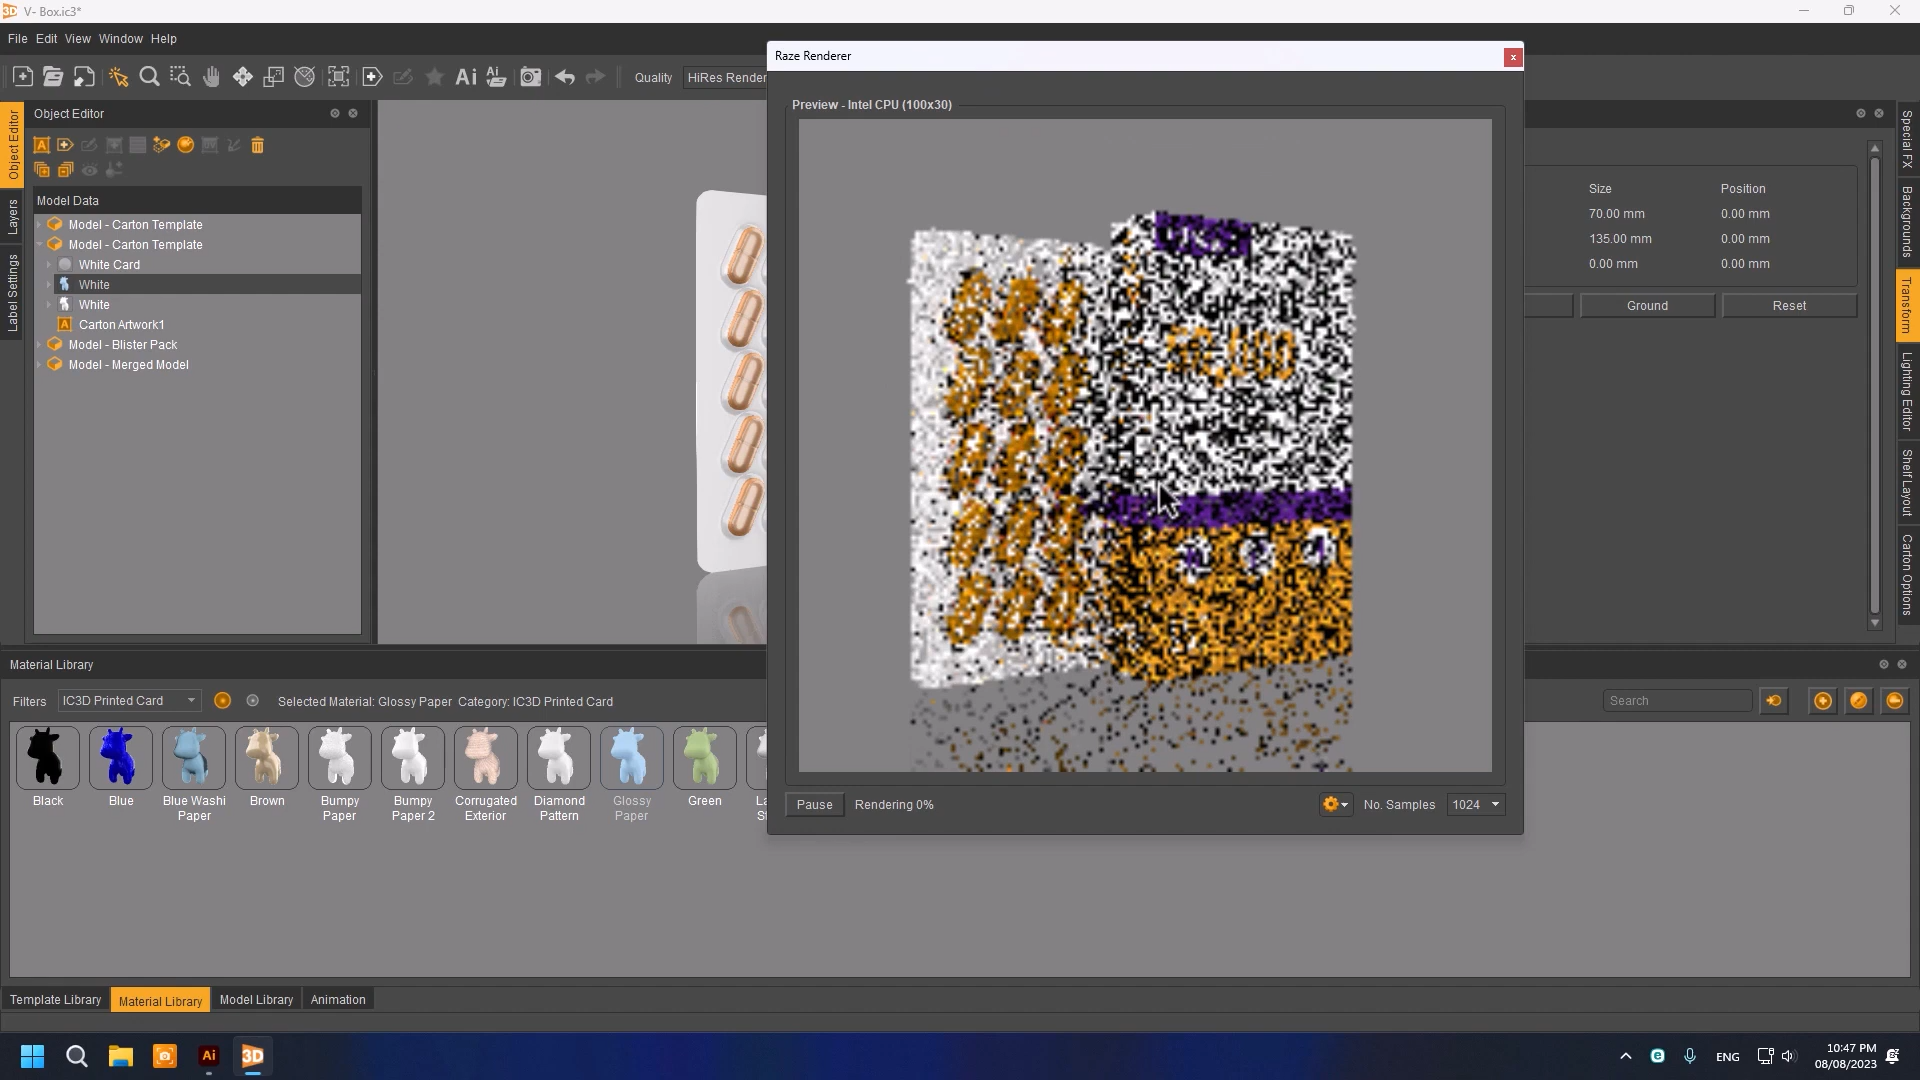 V- Box.ic3*
File Edit View Window Help
Quality HiRes Render
Raze Renderer
Preview - Intel CPU (100x30)
Object Editor
Model Data
Model - Carton Template
Model - Carton Template
White Card
White
White
Carton Artwork1
Model - Blister Pack
Model - Merged Model
Object Editor
Layers
Label Settings
Size Position
70.00 mm 0.00 mm
135.00 mm 0.00 mm
0.00 mm 0.00 mm
Ground Reset
Special FX
Backgrounds
Transform
Lighting Editor
Shelf Layout
Carton Options
Pause Rendering 0% No. Samples 1024
Material Library
Filters IC3D Printed Card Selected Material: Glossy Paper Category: IC3D Printed Card Search
Black
Blue
Blue Washi
Paper
Brown
Bumpy
Paper
Bumpy
Paper 2
Corrugated
Exterior
Diamond
Pattern
Glossy
Paper
Green
Template Library Material Library Model Library Animation
Ai 3D
ENG
10:47 PM
08/08/2023